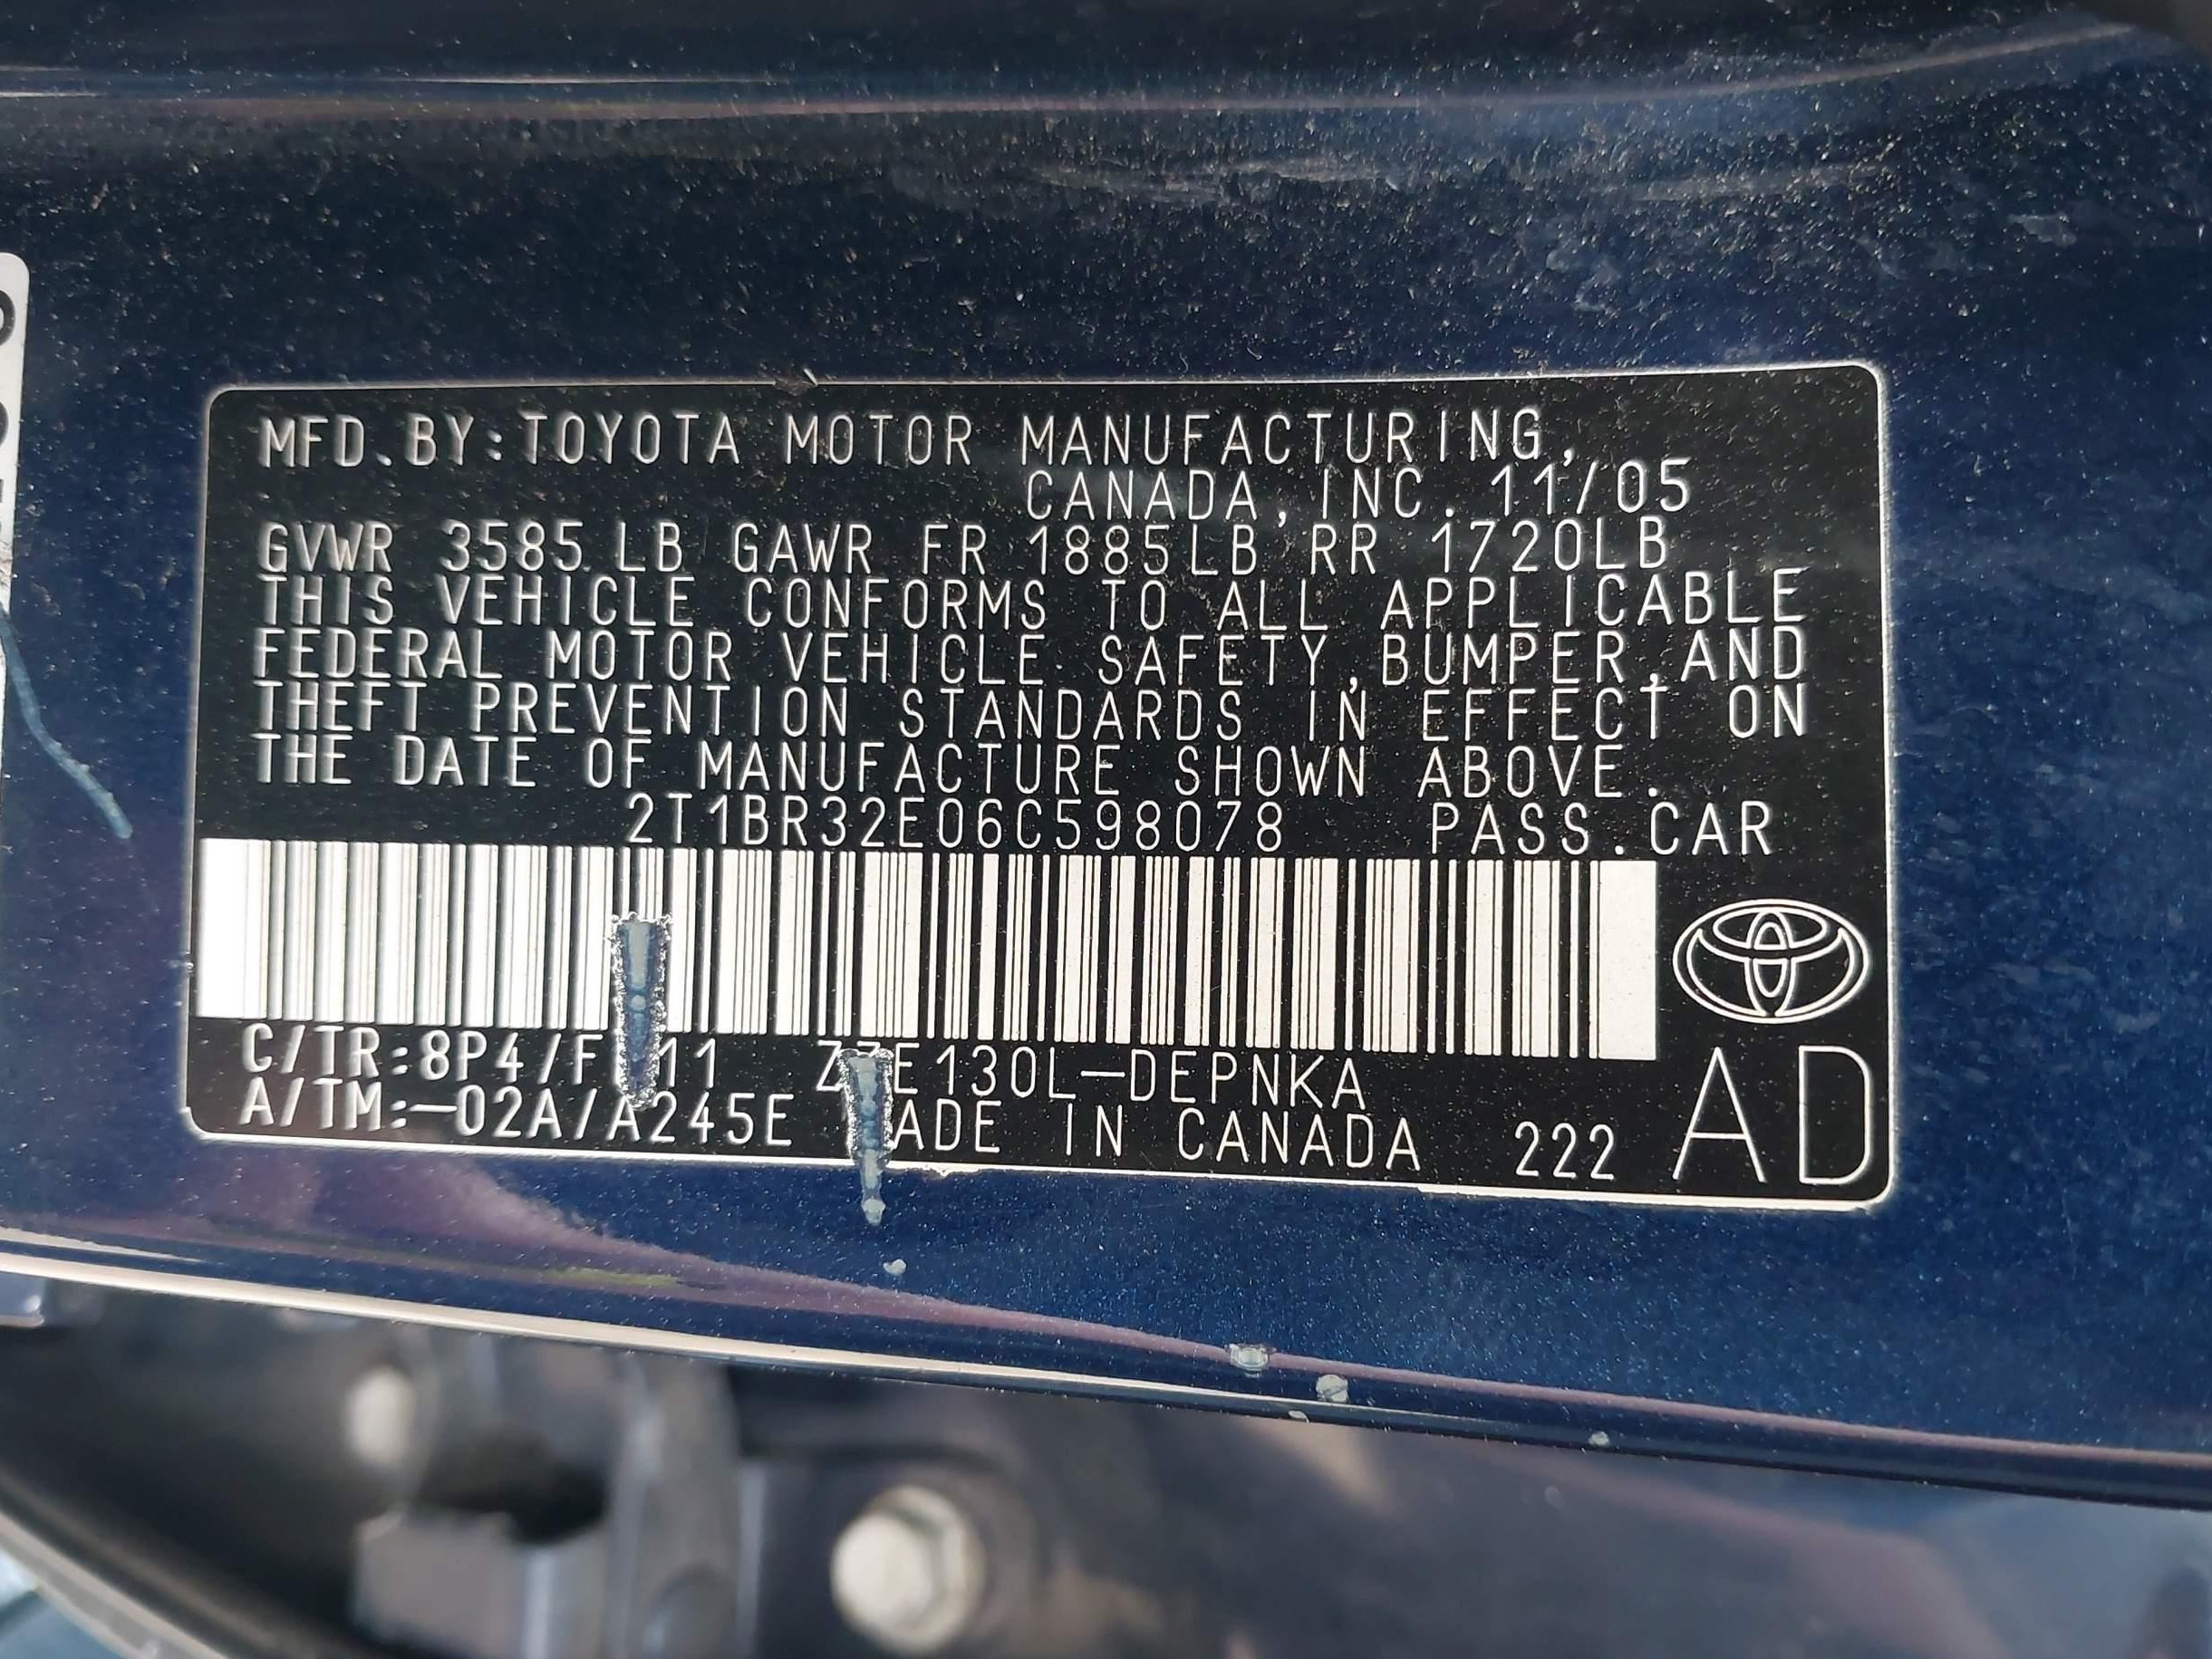 MFD.BY:TOYOTA MOTOR MANUFACTURING,
CANADA,INC. 11/05
GVWR 3585 LB GAWR FR 1885LB RR 1720LB
THIS VEHICLE CONFORMS TO ALL APPLICABLE
FEDERAL MOTOR VEHICLE SAFETY,BUMPER,AND
THEFT PREVENTION STANDARDS IN EFFECT ON
THE DATE OF MANUFACTURE SHOWN ABOVE.
2T1BR32E06C598078 PASS.CAR
C/TR:8P4/ E130L-DEPNKA
A/TM:-02A/A245E ADE IN CANADA 222 AD